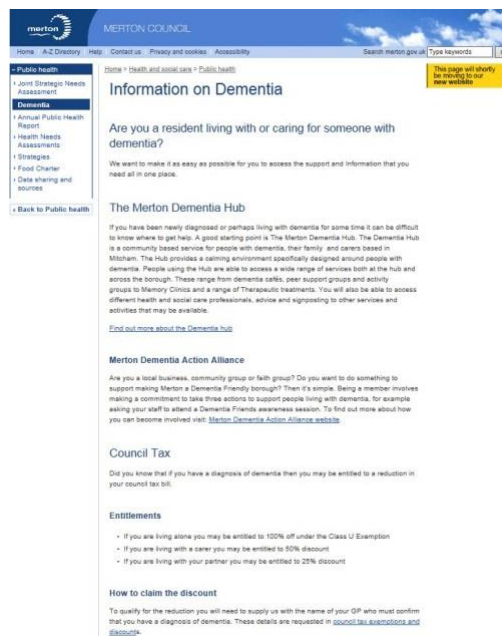 merton
MERTON COUNCIL
Home A-Z Directory Help Contact us Privacy and cookies Accessibility
Search merton.gov.uk Type keywords
Public health
Joint Strategic Needs
Assessment
Dementia
Annual Public Health
Report
Health Needs
Assessments
Strategies
Food Charter
Data sharing and
sources
Back to Public health
Home > Health and social care > Public health
This page will shortly
be moving to our
new website
Information on Dementia
Are you a resident living with or caring for someone with
dementia?
We want to make it as easy as possible for you to access the support and Information that you
need all in one place.
The Merton Dementia Hub
If you have been newly diagnosed or perhaps living with dementia for some time it can be difficult
to know where to get help. A good starting point is The Merton Dementia Hub. The Dementia Hub
is a community based service for people with dementia, their family and carers based in
Mitcham. The Hub provides a calming environment specifically designed around people with
dementia. People using the Hub are able to access a wide range of services both at the hub and
across the borough. These range from dementia cafés, peer support groups and activity
groups to Memory Clinics and a range of Therapeutic treatments. You will also be able to access
different health and social care professionals, advice and signposting to other services and
activities that may be available.
Find out more about the Dementia hub
Merton Dementia Action Alliance
Are you a local business, community group or faith group? Do you want to do something to
support making Merton a Dementia Friendly borough? Then it's simple. Being a member involves
making a commitment to take three actions to support people living with dementia, for example
asking your staff to attend a Dementia Friends awareness session. To find out more about how
you can become involved visit: Merton Dementia Action Alliance website.
Council Tax
Did you know that if you have a diagnosis of dementia then you may be entitled to a reduction in
your council tax bill.
Entitlements
• If you are living alone you may be entitled to 100% off under the Class U Exemption
• If you are living with a carer you may be entitled to 50% discount
• If you are living with your partner you may be entitled to 25% discount
How to claim the discount
To qualify for the reduction you will need to supply us with the name of your GP who must confirm
that you have a diagnosis of dementia. These details are requested in council tax exemptions and
discounts.